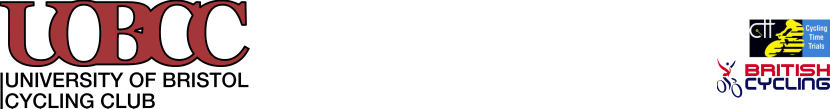 UOBCC
UNIVERSITY OF BRISTOL
CYCLING CLUB
ctt
Cycling
Time
Trials
BRITISH
CYCLING